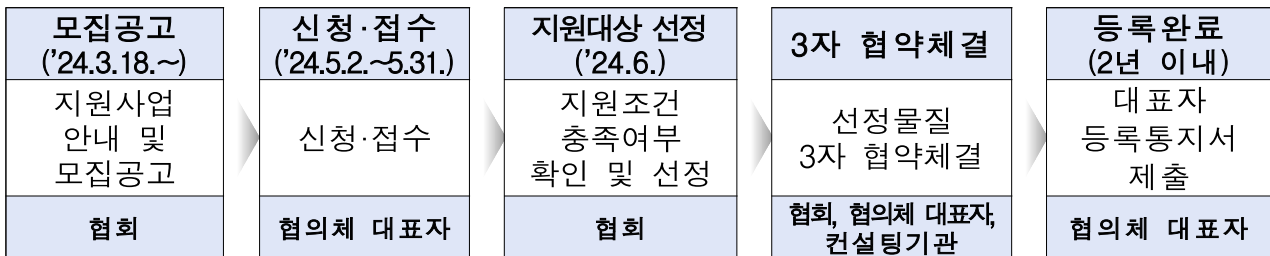 모집공고
('24.3.18.~)
지원사업
안내 및
모집공고
협회
신청·접수
('24.5.2.~5.31.)
신청·접수
협의체 대표자
지원대상 선정
('24.6.)
지원조건
충족여부
확인 및 선정
협회
3자 협약체결
선정물질
3자 협약체결
협회, 협의체 대표자,
컨설팅기관
등록완료
(2년 이내)
대표자
등록통지서
제출
협의체 대표자